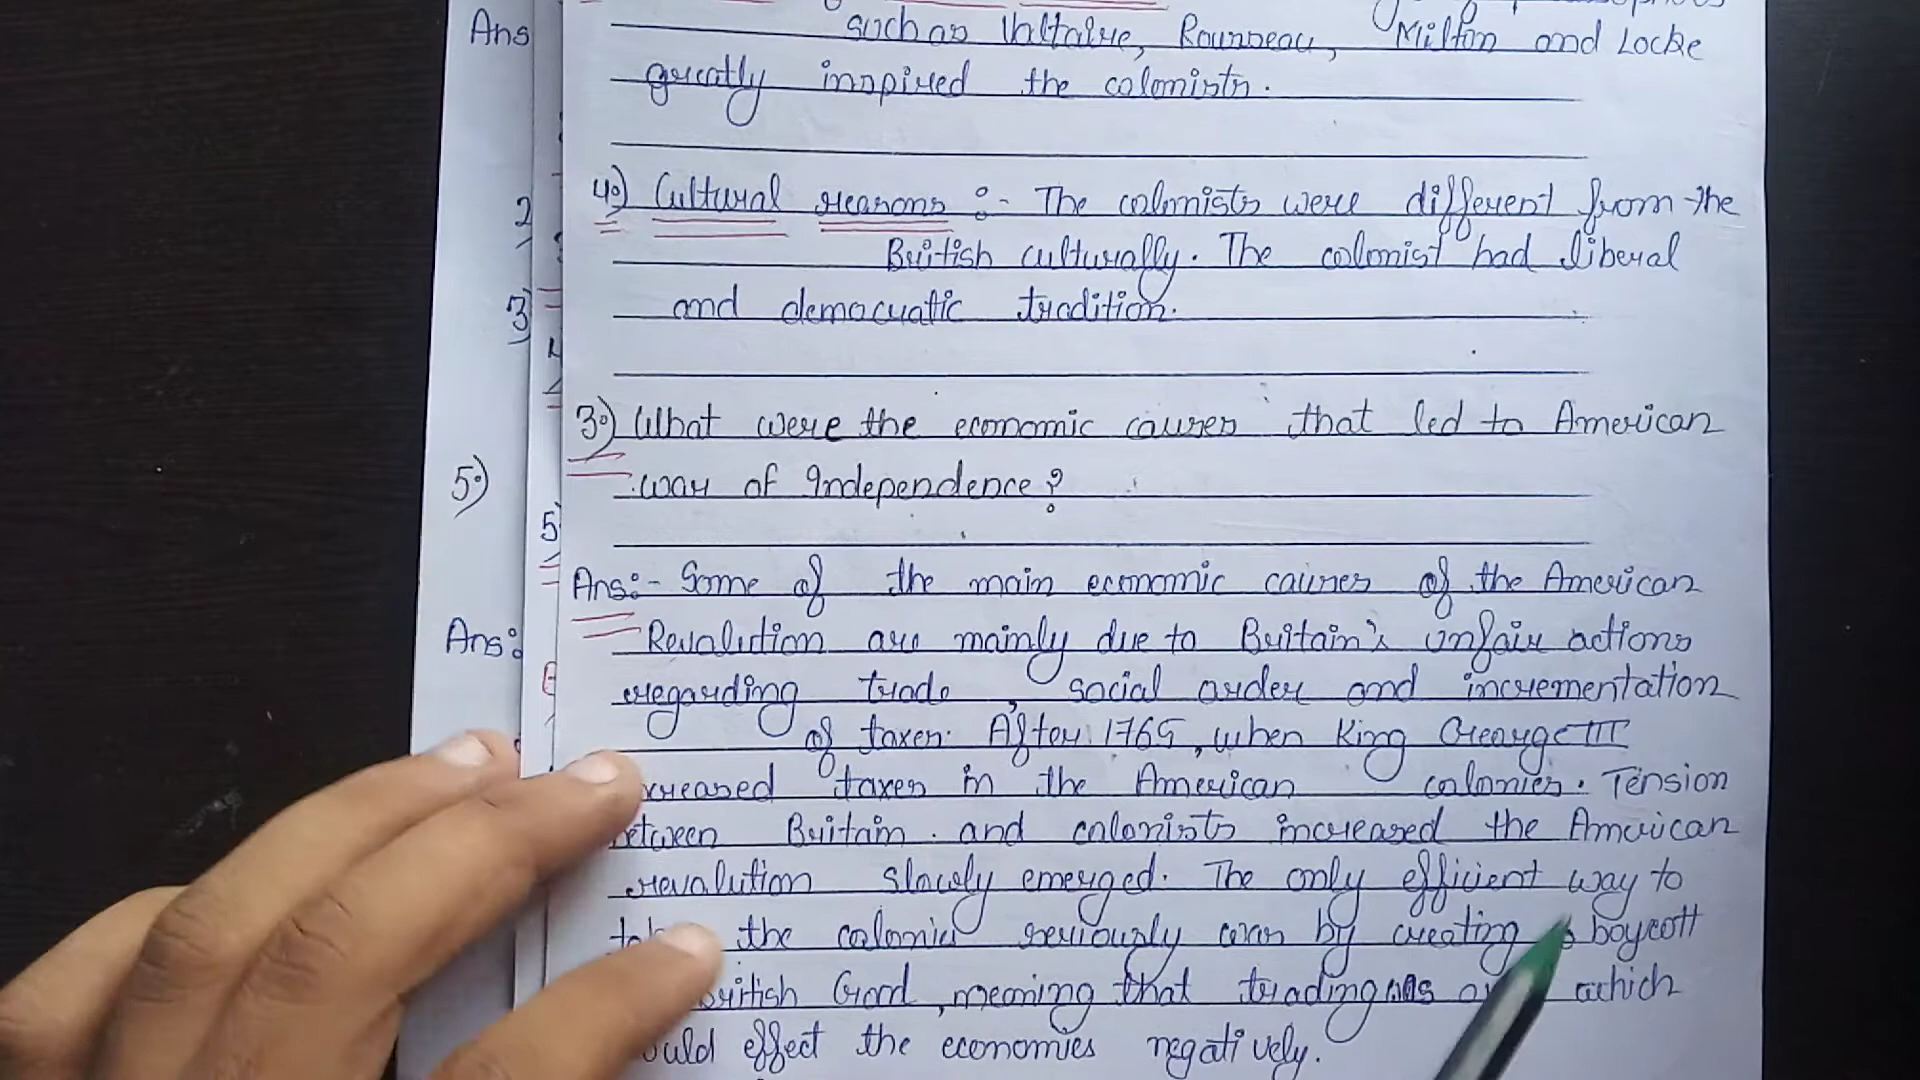 Ans
such as Valtaire, Rousseau, Milton and Locke
greatly inspired the colonists.
4.) Cultural reasons :- The colonists were different from the
British culturally. The colonist had liberal
and democratic tradition.
2
3)
3.) What were the economic causes that led to American
war of Independence?
5.)
5
Ans:- Some of the main economic causes of the American
Revolution are mainly due to Britain's unfair actions
Ans:
regarding trade, social order and incrementation
of taxes. After 1765, when King George III
creased taxes in the American colonies. Tension
etween Britain and colonists increased the American
revolution slowly emerged. The only efficient way to
the colonies seriously was by creating boycott
British Good, meaning that trading which
ould effect the economies negatively.